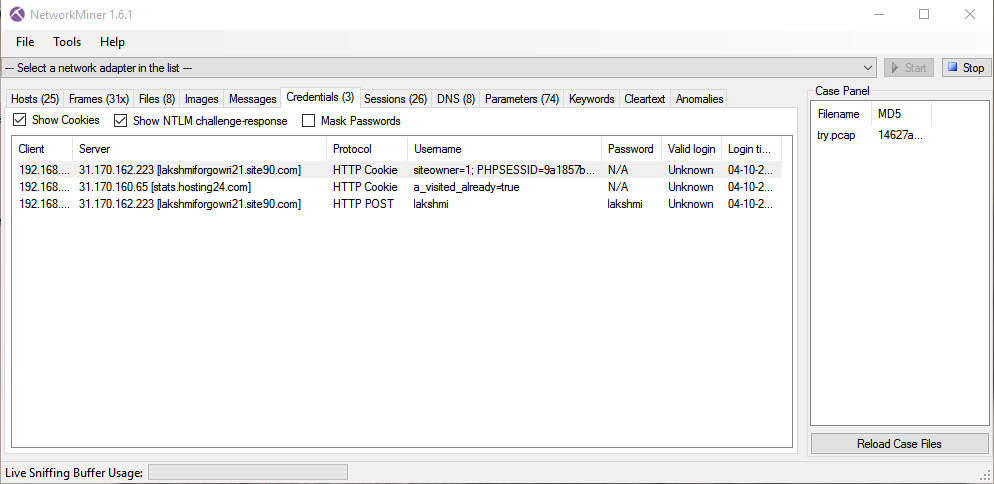 NetworkMiner 1.6.1
File Tools Help
--- Select a network adapter in the list --- Start Stop
Hosts (25) Frames (31x) Files (8) Images Messages Credentials (3) Sessions (26) DNS (8) Parameters (74) Keywords Cleartext Anomalies
Show Cookies Show NTLM challenge-response Mask Passwords
Client Server Protocol Username Password Valid login Login ti...
192.168.... 31.170.162.223 [lakshmiforgowri21.site90.com] HTTP Cookie siteowner=1; PHPSESSID=9a1857b... N/A Unknown 04-10-2...
192.168.... 31.170.160.65 [stats.hosting24.com] HTTP Cookie a_visited_already=true N/A Unknown 04-10-2...
192.168.... 31.170.162.223 [lakshmiforgowri21.site90.com] HTTP POST lakshmi lakshmi Unknown 04-10-2...
Case Panel
Filename MD5
try.pcap 14627a...
Reload Case Files
Live Sniffing Buffer Usage: